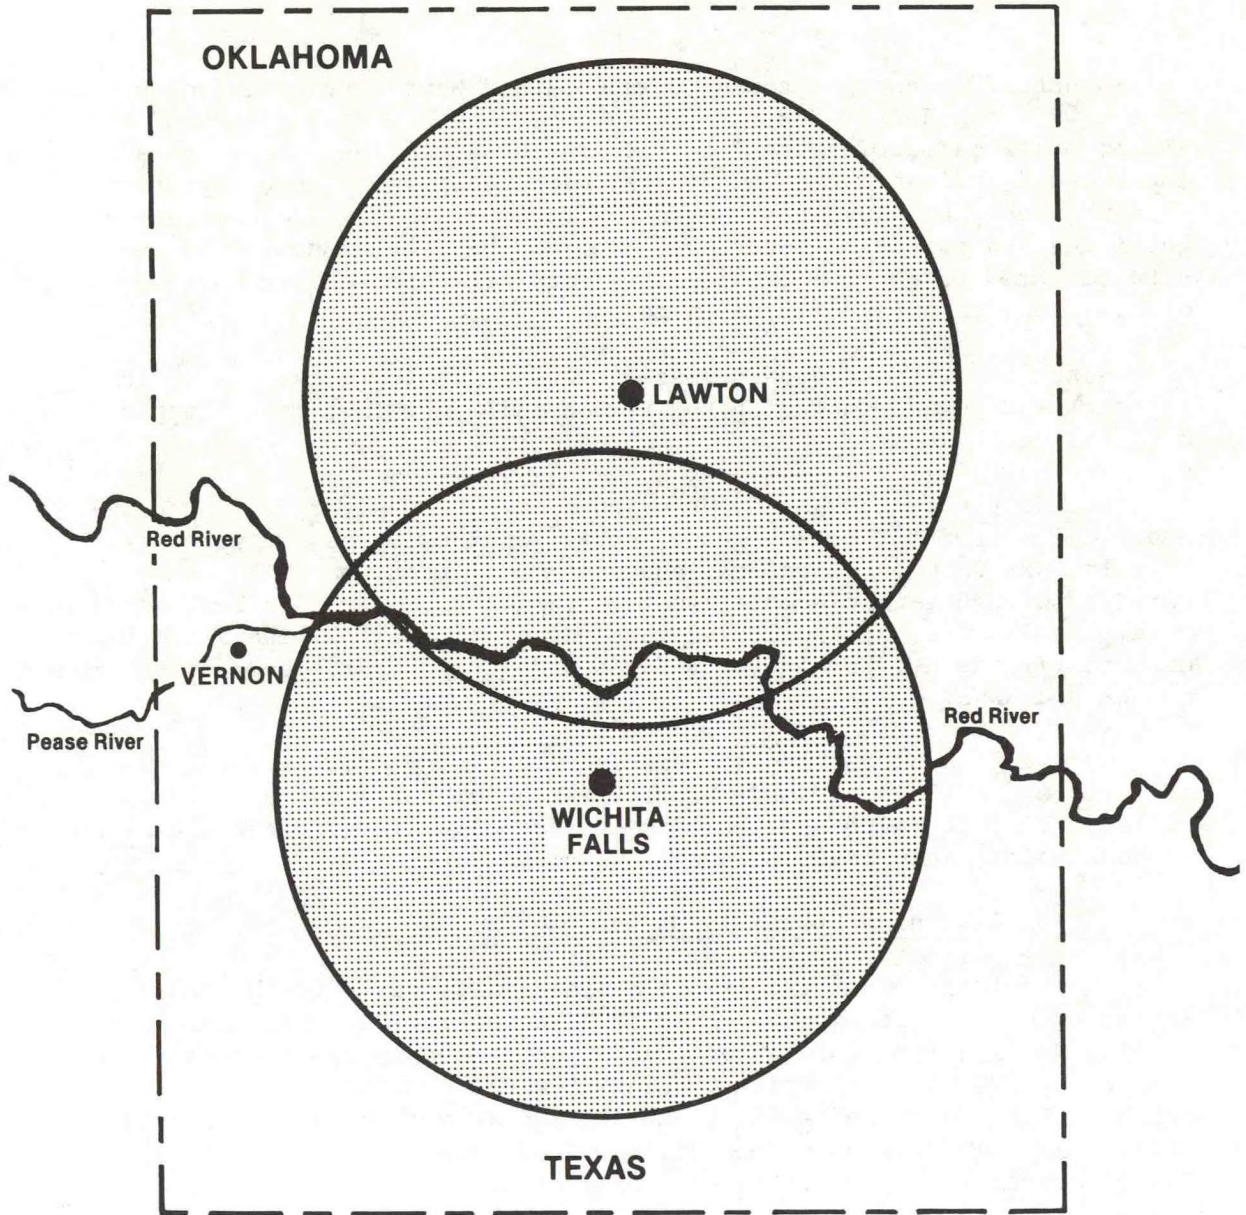 OKLAHOMA
LAWTON
Red River
VERNON
Pease River
Red River
WICHITA
FALLS
TEXAS